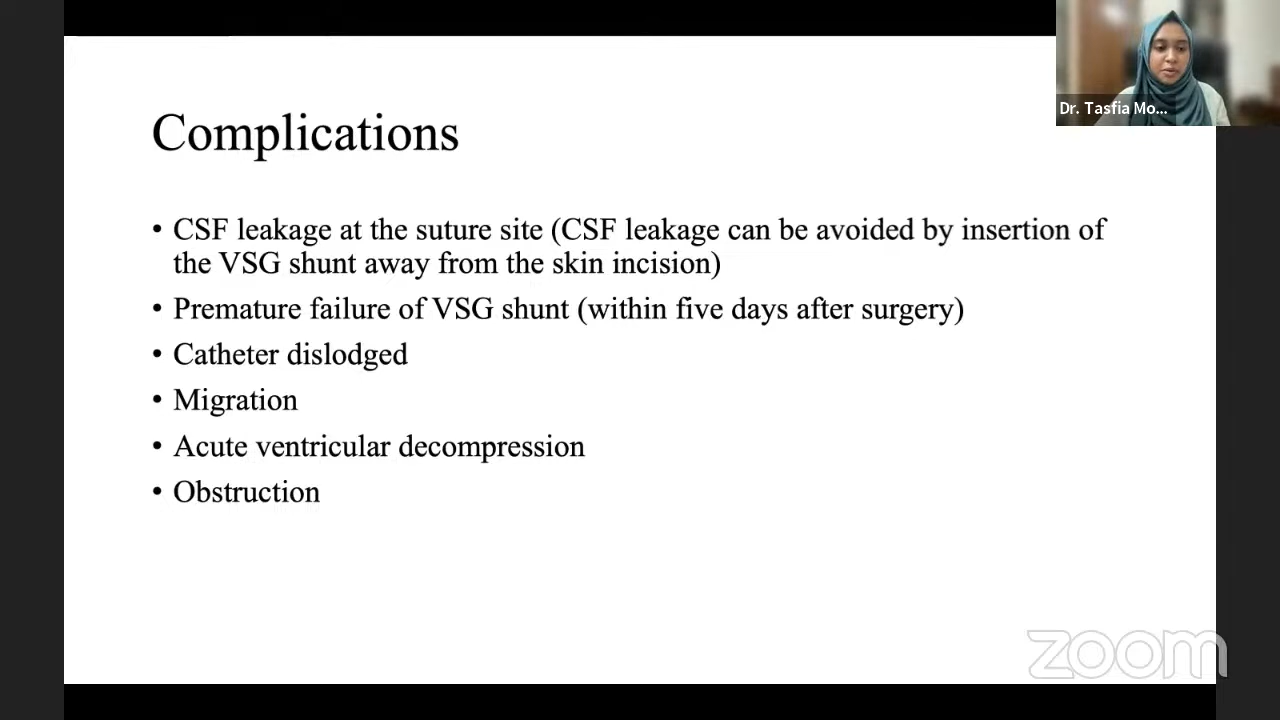 Complications
• CSF leakage at the suture site (CSF leakage can be avoided by insertion of
the VSG shunt away from the skin incision)
• Premature failure of VSG shunt (within five days after surgery)
• Catheter dislodged
• Migration
• Acute ventricular decompression
• Obstruction
Dr. Tasfia Mo...
zoom